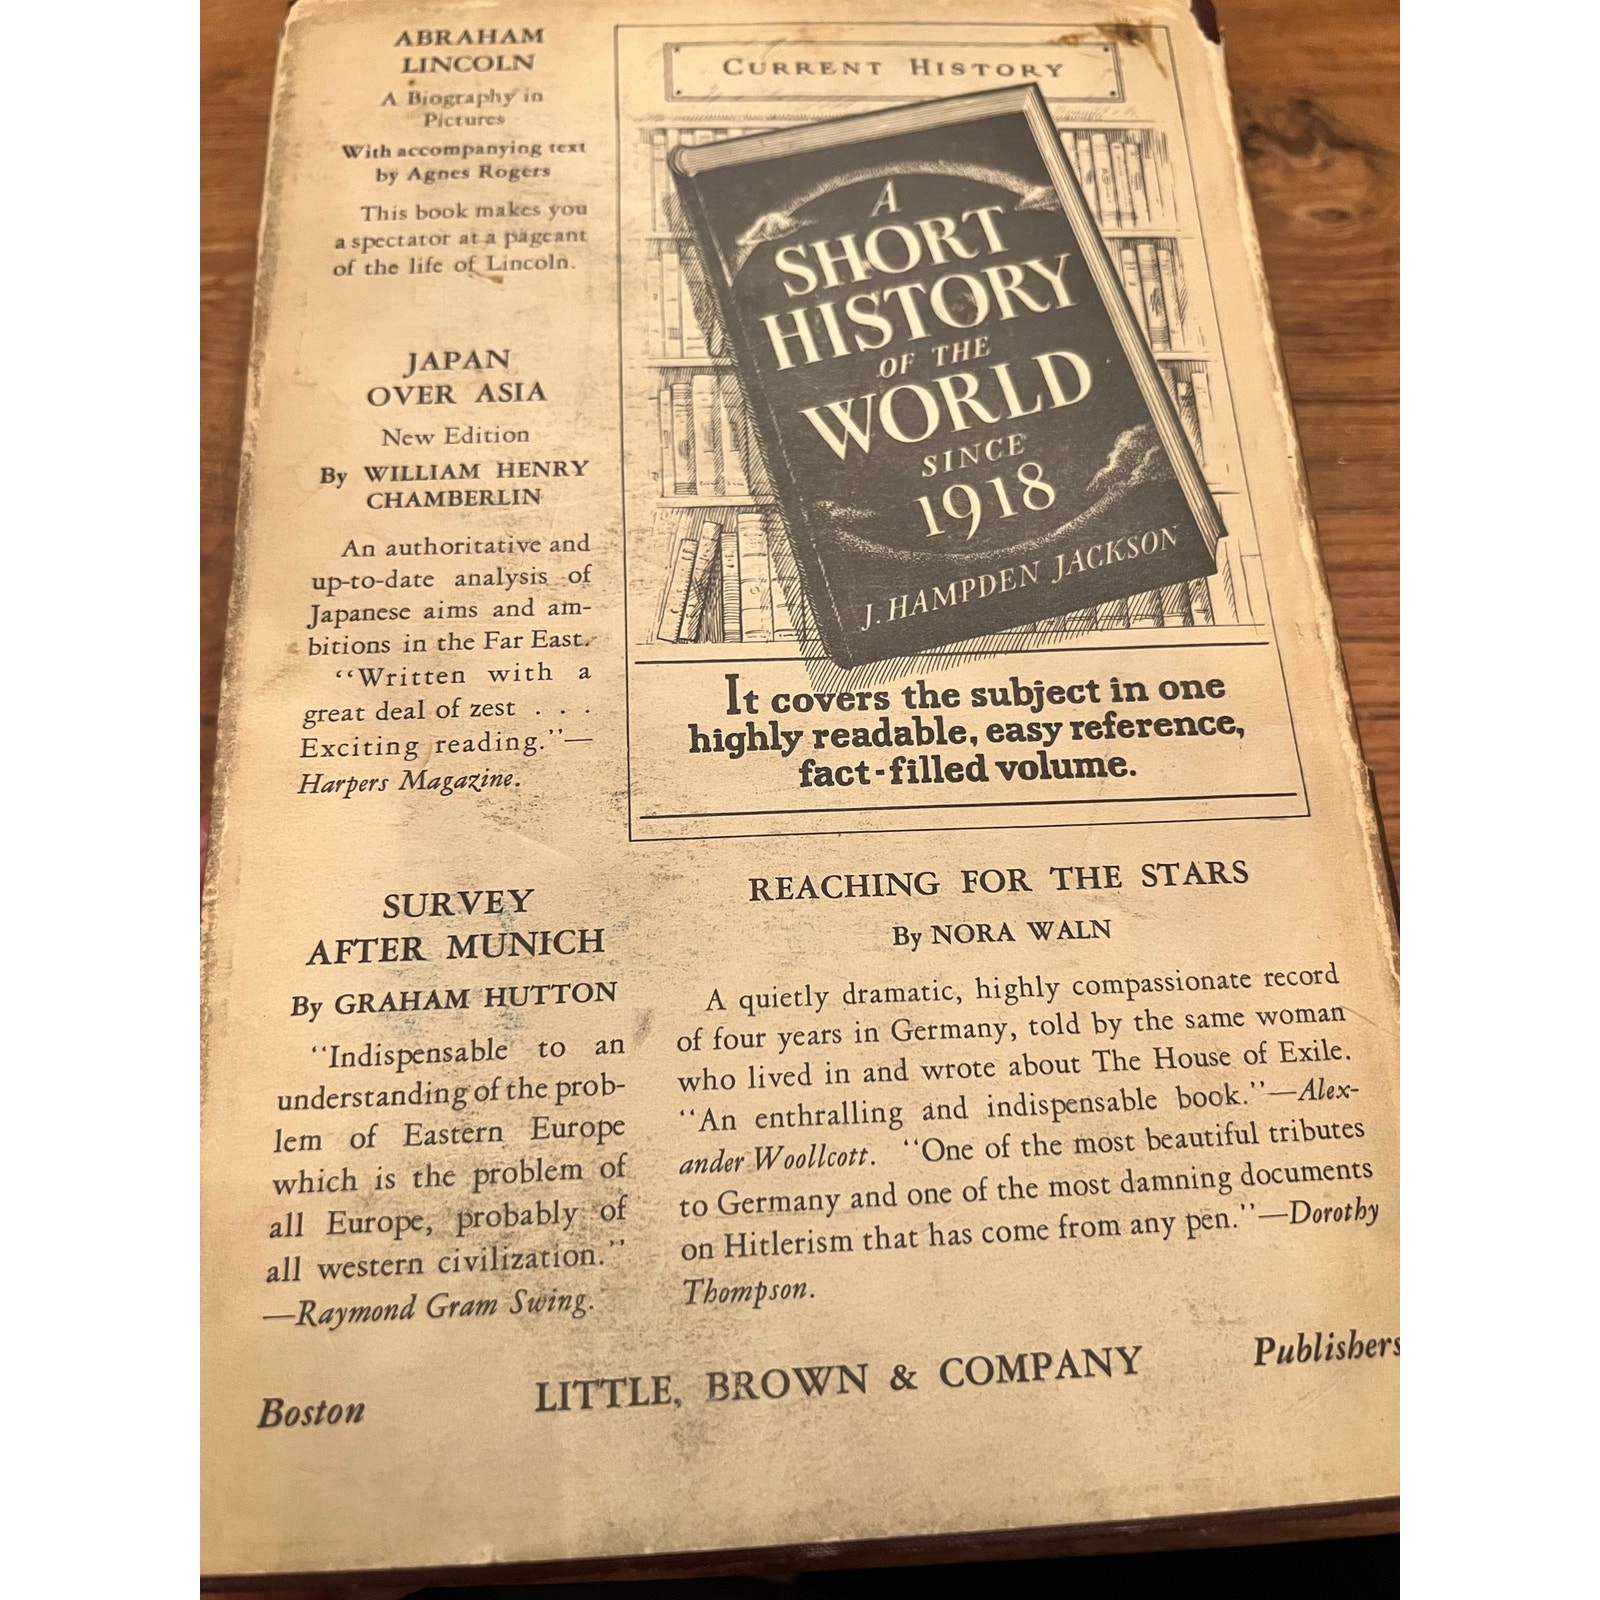 ABRAHAM
LINCOLN
A Biography in
Pictures
With accompanying text
by Agnes Rogers
This book makes you
a spectator at a pageant
of the life of Lincoln.
JAPAN
OVER ASIA
New Edition
By WILLIAM HENRY
CHAMBERLIN
An authoritative and
up-to-date analysis of
Japanese aims and am-
bitions in the Far East.
"Written with a
great deal of zest . . .
Exciting reading."—
Harpers Magazine.
CURRENT HISTORY
A
SHORT
HISTORY
OF THE
WORLD
SINCE
1918
J. HAMPDEN JACKSON
It covers the subject in one
highly readable, easy reference,
fact-filled volume.
SURVEY
AFTER MUNICH
By GRAHAM HUTTON
"Indispensable to an
understanding of the prob-
lem of Eastern Europe
which is the problem of
all Europe, probably of
all western civilization."
—Raymond Gram Swing.
REACHING FOR THE STARS
By NORA WALN
A quietly dramatic, highly compassionate record
of four years in Germany, told by the same woman
who lived in and wrote about The House of Exile.
"An enthralling and indispensable book."—Alex-
ander Woollcott. "One of the most beautiful tributes
to Germany and one of the most damning documents
on Hitlerism that has come from any pen."—Dorothy
Thompson.
Boston
LITTLE, BROWN & COMPANY
Publishers